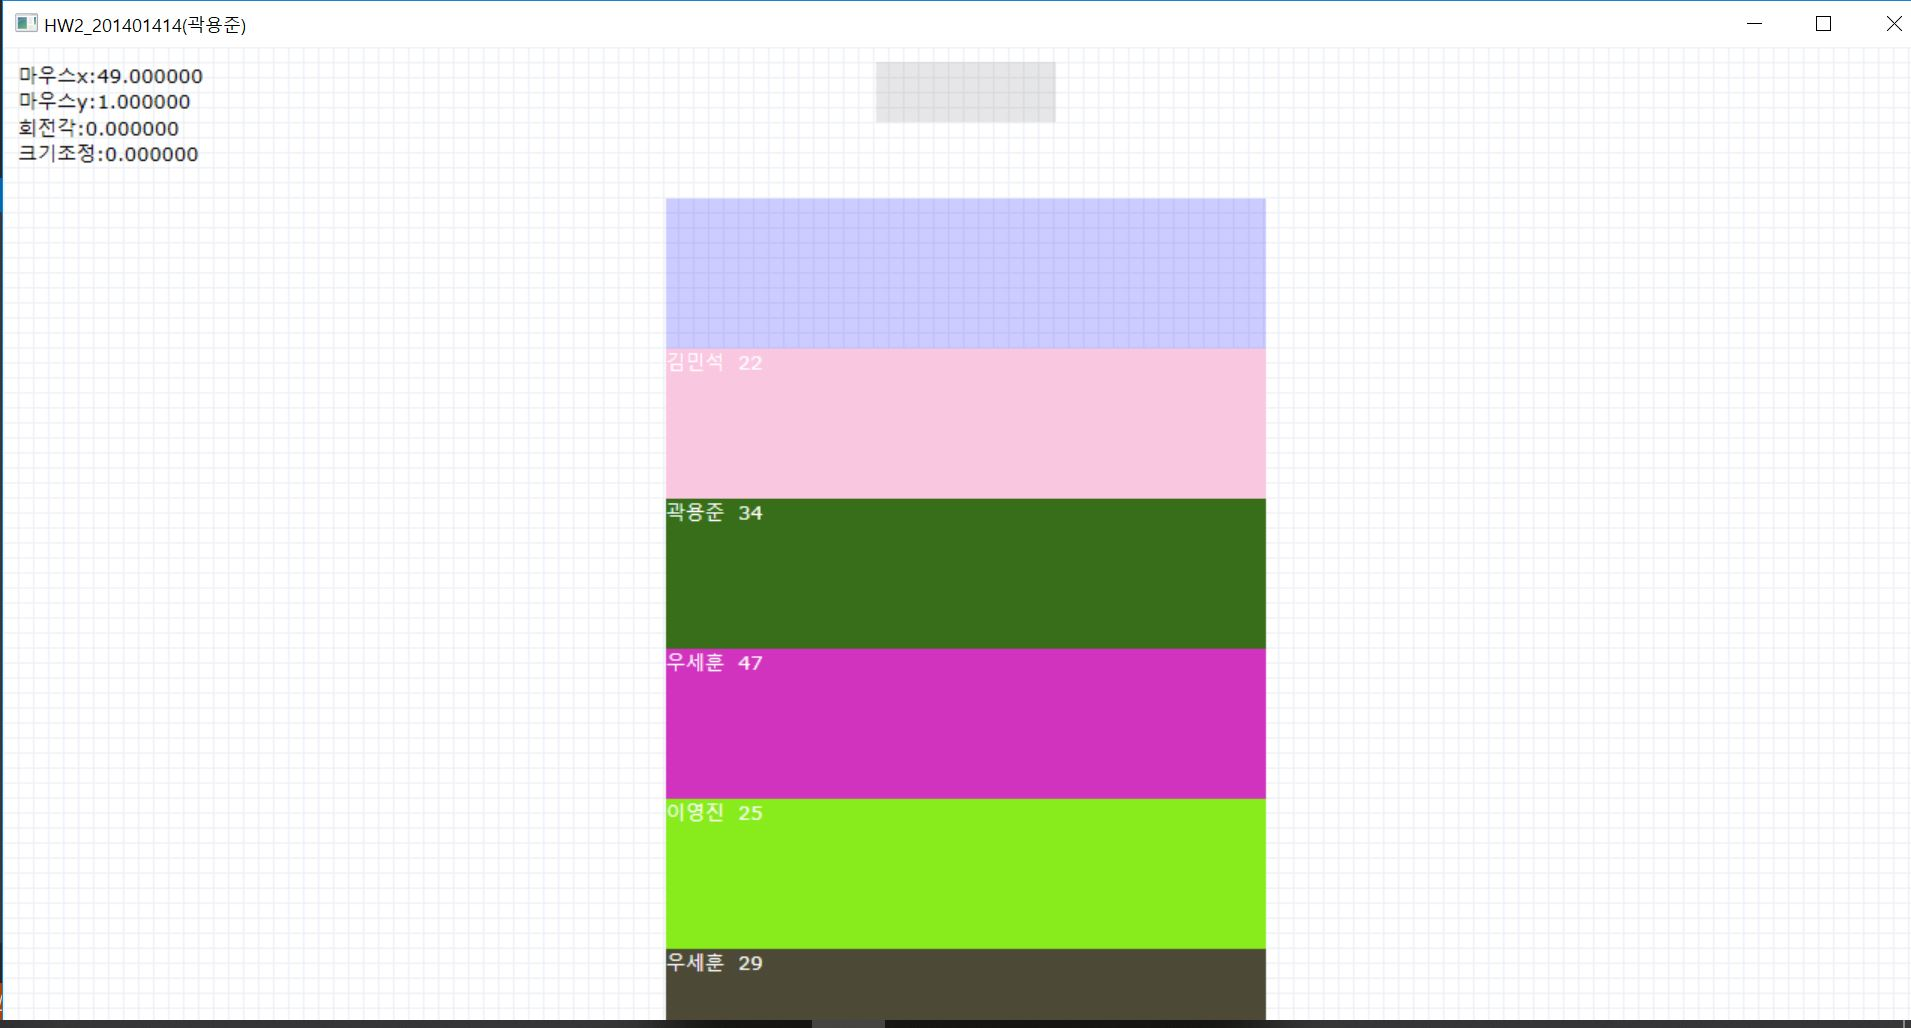 HW2_201401414(곽용준)
마우스x:49.000000
마우스y:1.000000
회전각:0.000000
크기조정:0.000000
김민석 22
곽용준 34
우세훈 47
이영진 25
우세훈 29